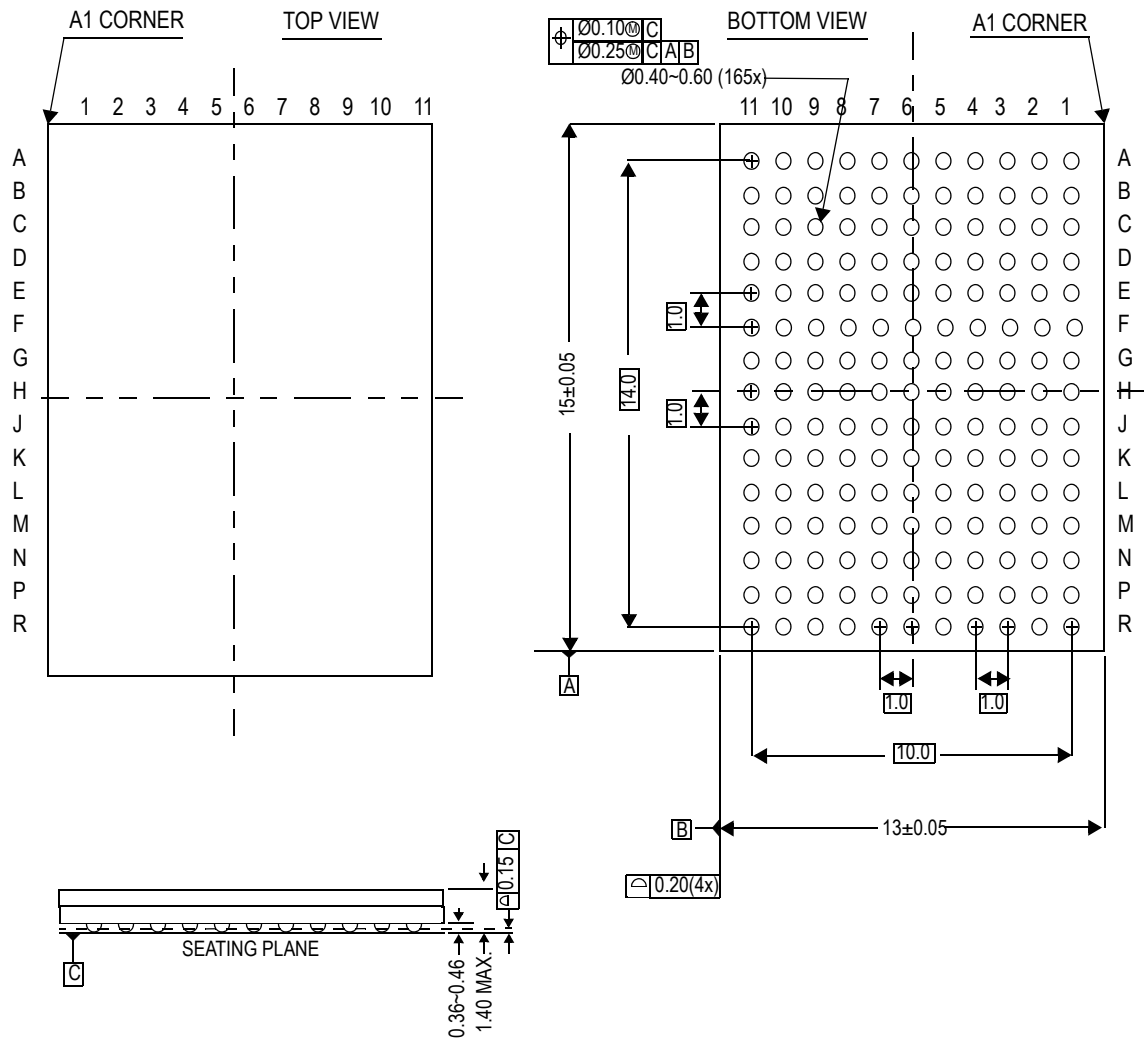 A1 CORNER
TOP VIEW
1 2 3 4 5 6 7 8 9 10 11
A
B
C
D
E
F
G
H
J
K
L
M
N
P
R
Ø0.10Ⓜ C
Ø0.25Ⓜ C A B
Ø0.40~0.60 (165x)
BOTTOM VIEW
A1 CORNER
11 10 9 8 7 6 5 4 3 2 1
A
B
C
D
E
F
G
H
J
K
L
M
N
P
R
1.0
1.0
14.0
15±0.05
A
1.0
1.0
10.0
B
13±0.05
0.20(4x)
0.15 C
SEATING PLANE
C
0.36~0.46
1.40 MAX.